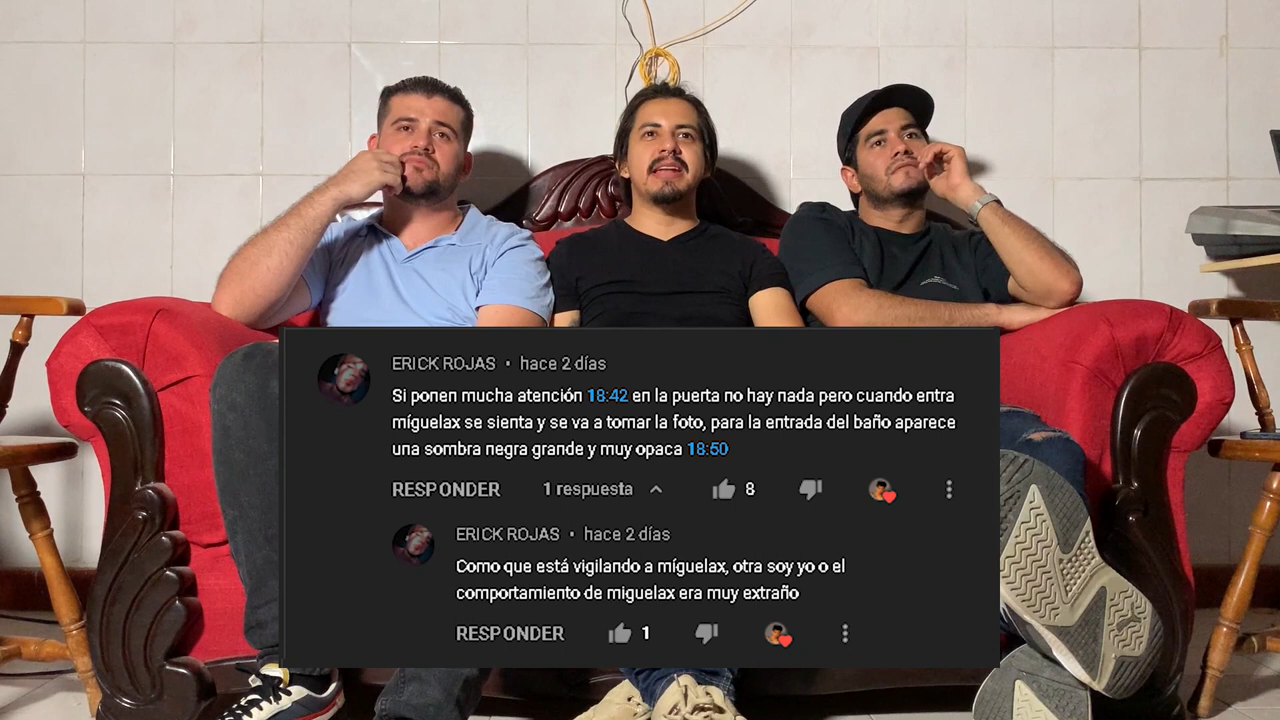 ERICK ROJAS • hace 2 días
Si ponen mucha atención 18:42 en la puerta no hay nada pero cuando entra
míguelax se sienta y se va a tomar la foto, para la entrada del baño aparece
una sombra negra grande y muy opaca 18:50
RESPONDER 1 respuesta 8
ERICK ROJAS • hace 2 días
Como que está vigilando a míguelax, otra soy yo o el
comportamiento de miguelax era muy extraño
RESPONDER 1